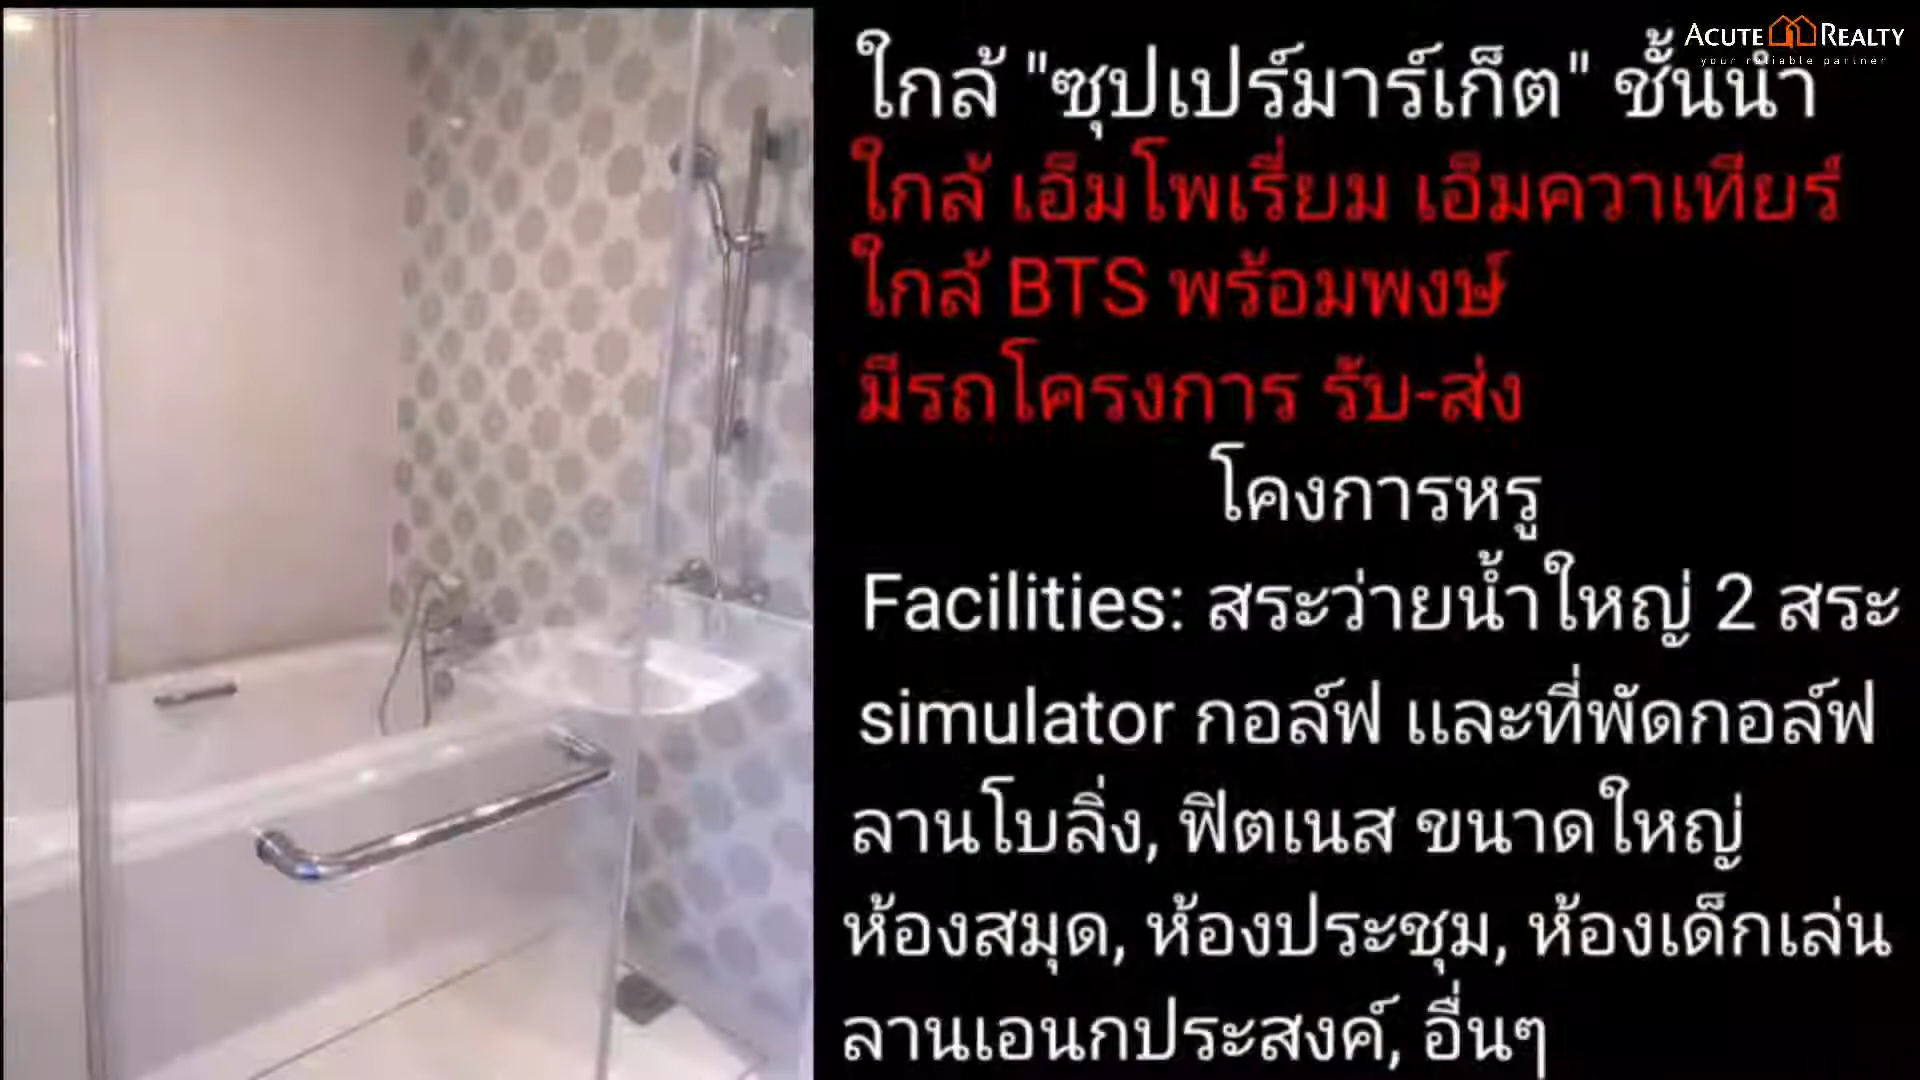 ACUTE REALTY
your reliable partner
ใกล้ "ซุปเปร์มาร์เก็ต" ชั้นนำ
ใกล้ เอ็มโพเรี่ยม เอ็มควาเทียร์
ใกล้ BTS พร้อมพงษ์
มีรถโครงการ รับ-ส่ง
โคงการหรู
Facilities: สระว่ายน้ำใหญ่ 2 สระ
simulator กอล์ฟ และที่พัดกอล์ฟ
ลานโบลิ่ง, ฟิตเนส ขนาดใหญ่
ห้องสมุด, ห้องประชุม, ห้องเด็กเล่น
ลานเอนกประสงค์, อื่นๆ